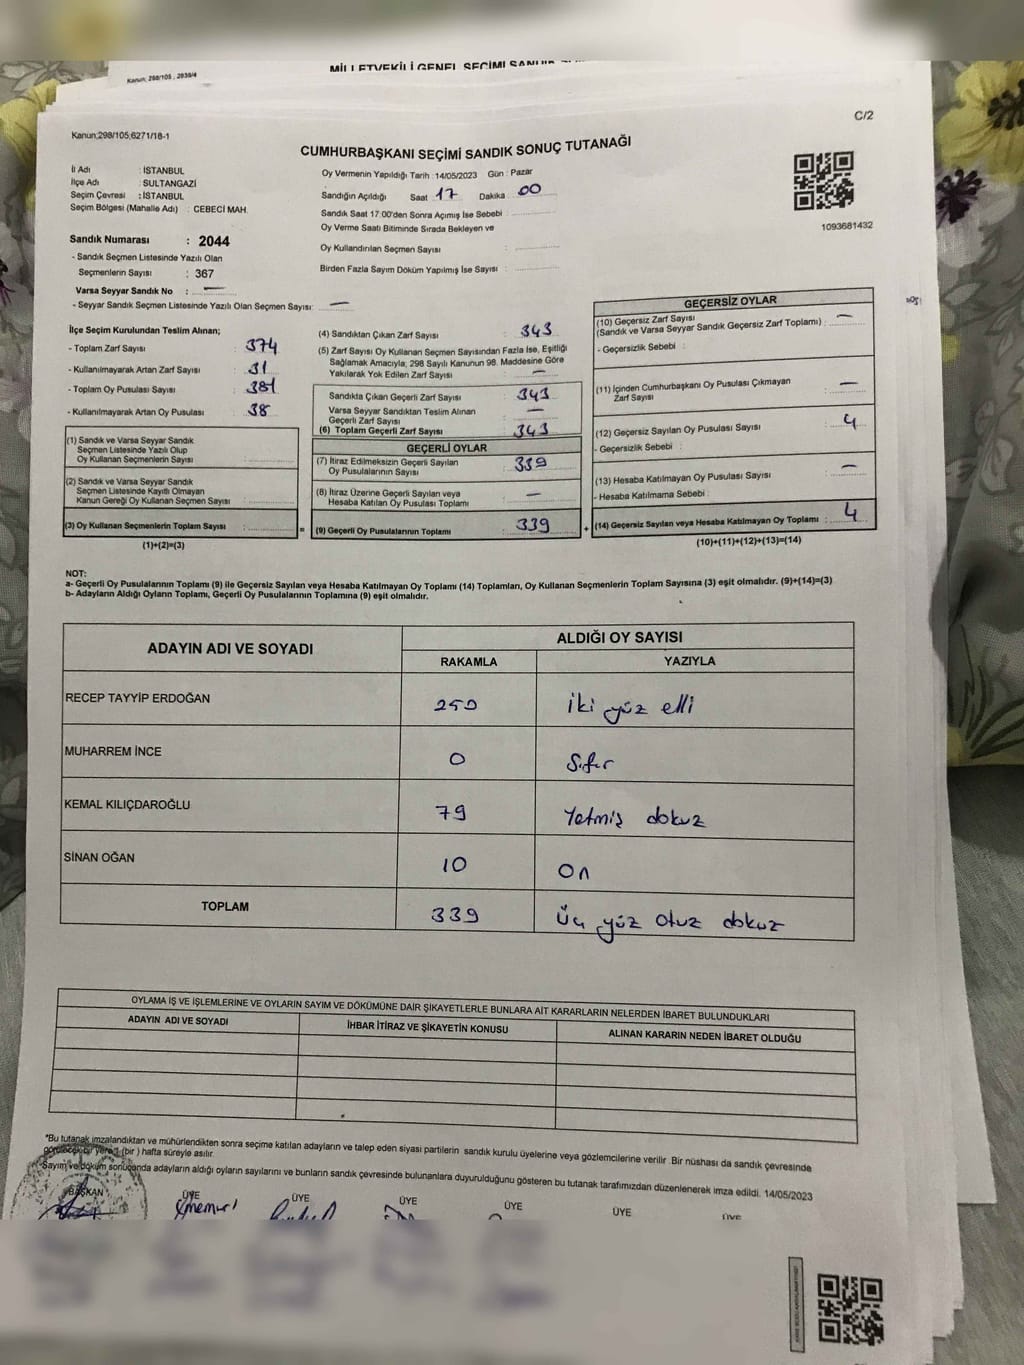 Kanun; 298/105 , 2839/4
MİLLETVEKİLİ GENEL SEÇİMİ SANDIK
C/2
Kanun;298/105;6271/18-1
CUMHURBAŞKANI SEÇİMİ SANDIK SONUÇ TUTANAĞI
İl Adı : İSTANBUL
İlçe Adı : SULTANGAZİ
Seçim Çevresi : İSTANBUL
Seçim Bölgesi (Mahalle Adı) : CEBECİ MAH.
Sandık Numarası : 2044
- Sandık Seçmen Listesinde Yazılı Olan
Seçmenlerin Sayısı : 367
Varsa Seyyar Sandık No : —
- Seyyar Sandık Seçmen Listesinde Yazılı Olan Seçmen Sayısı: —
Oy Vermenin Yapıldığı Tarih : 14/05/2023 Gün : Pazar
Sandığın Açıldığı Saat 17 Dakika 00
Sandık Saat 17:00'den Sonra Açımış İse Sebebi :
Oy Verme Saati Bitiminde Sırada Bekleyen ve
Oy Kullandırılan Seçmen Sayısı :
Birden Fazla Sayım Döküm Yapılmış İse Sayısı :
1093681432
İlçe Seçim Kurulundan Teslim Alınan;
- Toplam Zarf Sayısı : 374
- Kullanılmayarak Artan Zarf Sayısı : 31
- Toplam Oy Pusulası Sayısı : 381
- Kullanılmayarak Artan Oy Pusulası : 38
(1) Sandık ve Varsa Seyyar Sandık
Seçmen Listesinde Yazılı Olup
Oy Kullanan Seçmenlerin Sayısı :
(2) Sandık ve Varsa Seyyar Sandık
Seçmen Listesinde Kayıtlı Olmayan
Kanun Gereği Oy Kullanan Seçmen Sayısı :
(3) Oy Kullanan Seçmenlerin Toplam Sayısı :
(1)+(2)=(3)
=
(4) Sandıktan Çıkan Zarf Sayısı : 343
(5) Zarf Sayısı Oy Kullanan Seçmen Sayısından Fazla İse, Eşitliği
Sağlamak Amacıyla; 298 Sayılı Kanunun 98. Maddesine Göre
Yakılarak Yok Edilen Zarf Sayısı : —
Sandıkta Çıkan Geçerli Zarf Sayısı : 343
Varsa Seyyar Sandıktan Teslim Alınan
Geçerli Zarf Sayısı : —
(6) Toplam Geçerli Zarf Sayısı : 343
GEÇERLİ OYLAR
(7) İtiraz Edilmeksizin Geçerli Sayılan
Oy Pusulalarının Sayısı : 339
(8) İtiraz Üzerine Geçerli Sayılan veya
Hesaba Katılan Oy Pusulası Toplamı : —
(9) Geçerli Oy Pusulalarının Toplamı : 339
+
GEÇERSİZ OYLAR
(10) Geçersiz Zarf Sayısı
(Sandık ve Varsa Seyyar Sandık Geçersiz Zarf Toplamı) : —
- Geçersizlik Sebebi :
(11) İçinden Cumhurbaşkanı Oy Pusulası Çıkmayan
Zarf Sayısı : —
(12) Geçersiz Sayılan Oy Pusulası Sayısı : 4
- Geçersizlik Sebebi :
(13) Hesaba Katılmayan Oy Pusulası Sayısı : —
- Hesaba Katılmama Sebebi :
(14) Geçersiz Sayılan veya Hesaba Katılmayan Oy Toplamı : 4
(10)+(11)+(12)+(13)=(14)
NOT:
a- Geçerli Oy Pusulalarının Toplamı (9) ile Geçersiz Sayılan veya Hesaba Katılmayan Oy Toplamı (14) Toplamları, Oy Kullanan Seçmenlerin Toplam Sayısına (3) eşit olmalıdır. (9)+(14)=(3)
b- Adayların Aldığı Oyların Toplamı, Geçerli Oy Pusulalarının Toplamına (9) eşit olmalıdır.
ADAYIN ADI VE SOYADI
ALDIĞI OY SAYISI
RAKAMLA YAZIYLA
RECEP TAYYİP ERDOĞAN 250 iki yüz elli
MUHARREM İNCE 0 Sıfır
KEMAL KILIÇDAROĞLU 79 Yetmiş dokuz
SİNAN OĞAN 10 On
TOPLAM 339 Üç yüz otuz dokuz
OYLAMA İŞ VE İŞLEMLERİNE VE OYLARIN SAYIM VE DÖKÜMÜNE DAİR ŞİKAYETLERLE BUNLARA AİT KARARLARIN NELERDEN İBARET BULUNDUKLARI
ADAYIN ADI VE SOYADI İHBAR İTİRAZ VE ŞİKAYETİN KONUSU ALINAN KARARIN NEDEN İBARET OLDUĞU
*Bu tutanak imzalandıktan ve mühürlendikten sonra seçime katılan adayların ve talep eden siyasi partilerin sandık kurulu üyelerine veya gözlemcilerine verilir. Bir nüshası da sandık çevresinde
görülecek bir yere 1 (bir ) hafta süreyle asılır.
Sayım ve döküm sonucunda adayların aldığı oyların sayılarını ve bunların sandık çevresinde bulunanlara duyurulduğunu gösteren bu tutanak tarafımızdan düzenlenerek imza edildi. 14/05/2023
BAŞKAN ÜYE ÜYE ÜYE ÜYE ÜYE ÜYE